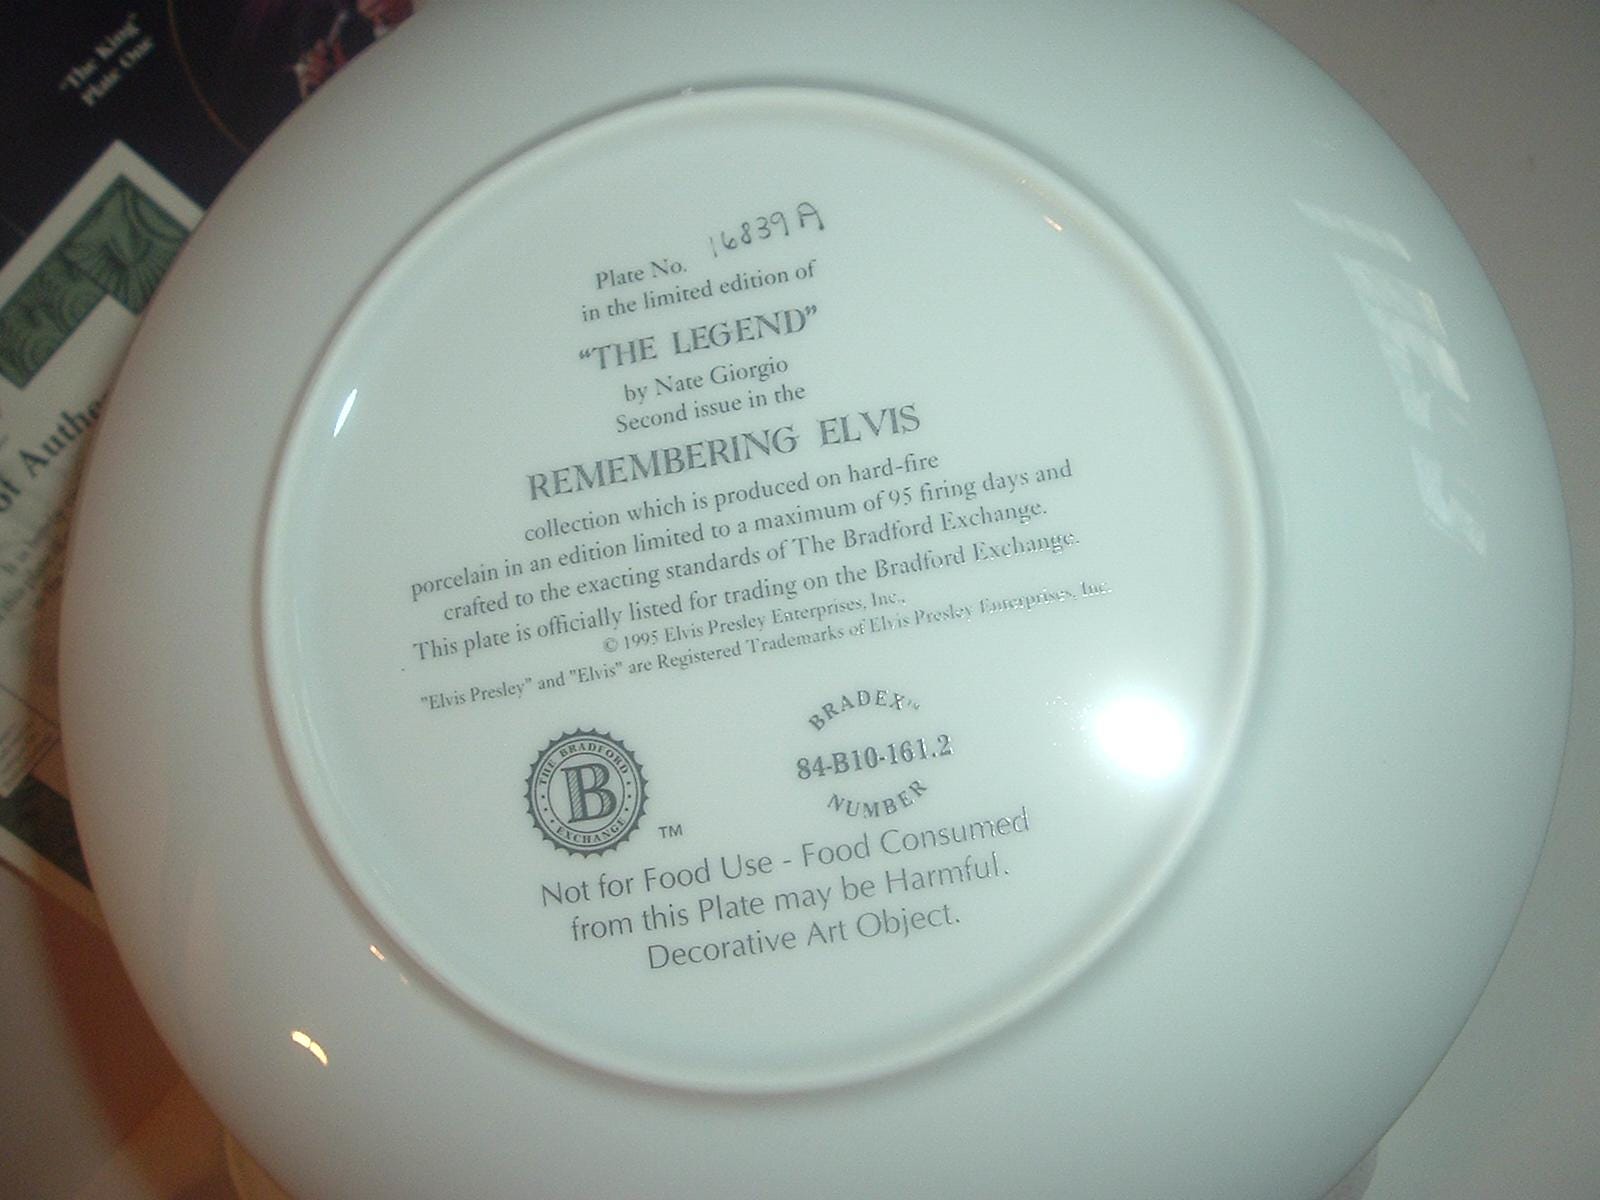 "The King"
Plate One
of Authe
Plate No. 16839A
in the limited edition of
"THE LEGEND"
by Nate Giorgio
Second issue in the
REMEMBERING ELVIS
collection which is produced on hard-fire
porcelain in an edition limited to a maximum of 95 firing days and
crafted to the exacting standards of The Bradford Exchange.
This plate is officially listed for trading on the Bradford Exchange.
© 1995 Elvis Presley Enterprises, Inc.,
"Elvis Presley" and "Elvis" are Registered Trademarks of Elvis Presley Enterprises, Inc.
THE BRADFORD
B
EXCHANGE
TM
BRADEX™
84-B10-161.2
NUMBER
Not for Food Use - Food Consumed
from this Plate may be Harmful.
Decorative Art Object.